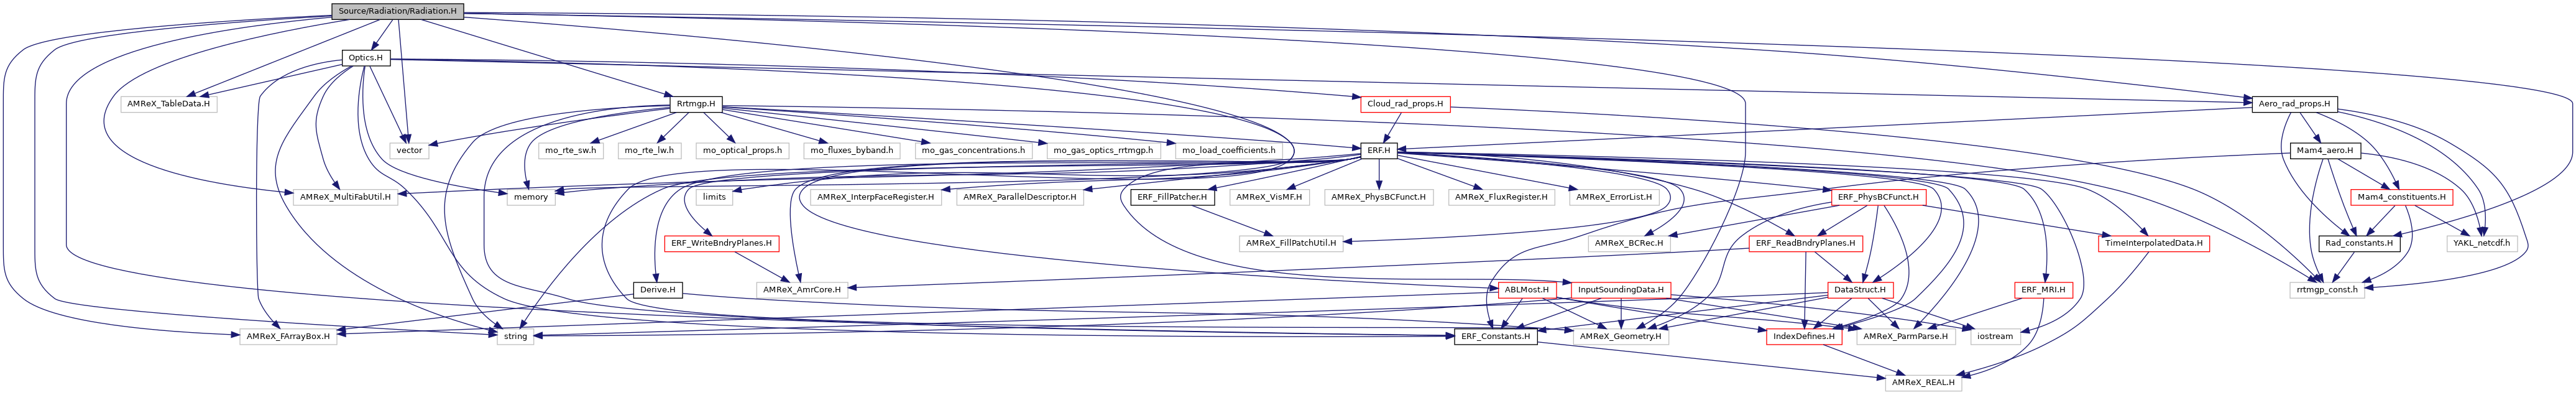 Source/Radiation/Radiation.H
Optics.H
AMReX_TableData.H
Rrtmgp.H
Cloud_rad_props.H
Aero_rad_props.H
vector
mo_rte_sw.h
mo_rte_lw.h
mo_optical_props.h
mo_fluxes_byband.h
mo_gas_concentrations.h
mo_gas_optics_rrtmgp.h
mo_load_coefficients.h
ERF.H
Mam4_aero.H
AMReX_MultiFabUtil.H
memory
limits
AMReX_InterpFaceRegister.H
AMReX_ParallelDescriptor.H
ERF_FillPatcher.H
AMReX_VisMF.H
AMReX_PhysBCFunct.H
AMReX_FluxRegister.H
AMReX_ErrorList.H
ERF_PhysBCFunct.H
Mam4_constituents.H
ERF_WriteBndryPlanes.H
AMReX_FillPatchUtil.H
AMReX_BCRec.H
ERF_ReadBndryPlanes.H
TimeInterpolatedData.H
Rad_constants.H
YAKL_netcdf.h
Derive.H
AMReX_AmrCore.H
ABLMost.H
InputSoundingData.H
DataStruct.H
ERF_MRI.H
rrtmgp_const.h
AMReX_FArrayBox.H
string
ERF_Constants.H
AMReX_Geometry.H
IndexDefines.H
AMReX_ParmParse.H
iostream
AMReX_REAL.H